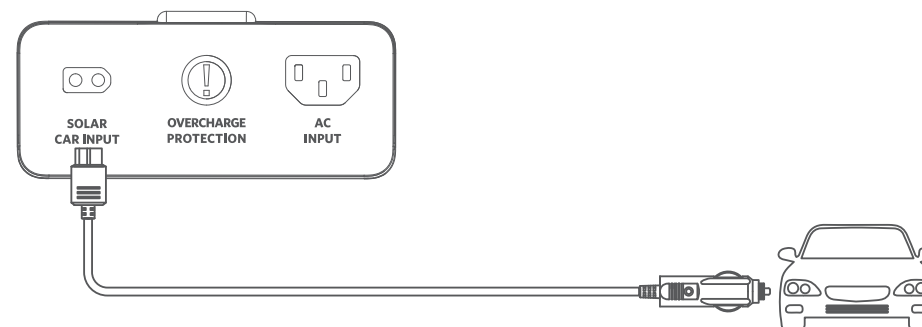 SOLAR
CAR INPUT
OVERCHARGE
PROTECTION
AC
INPUT